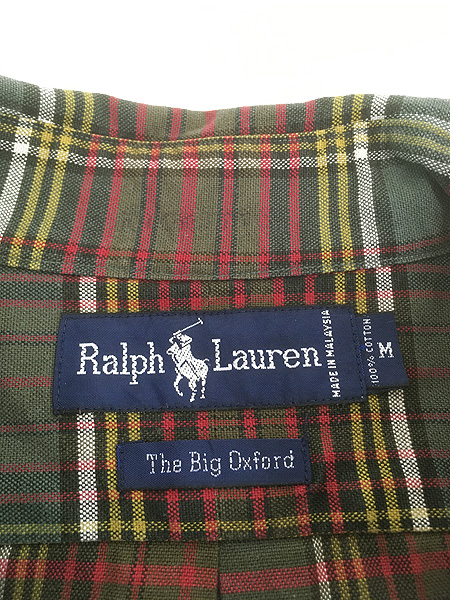 Ralph Lauren
MADE IN MALAYSIA
100% COTTON
M
The Big Oxford